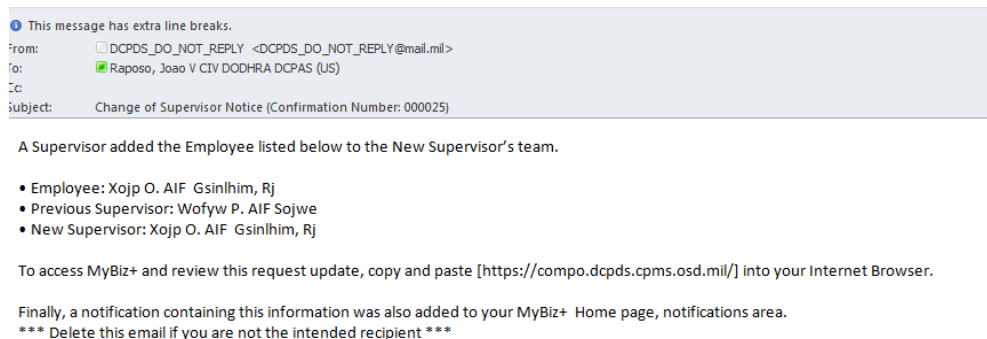 This message has extra line breaks.
From: DCPDS_DO_NOT_REPLY <DCPDS_DO_NOT_REPLY@mail.mil>
To: Raposo, Joao V CIV DODHRA DCPAS (US)
Cc:
Subject: Change of Supervisor Notice (Confirmation Number: 000025)
A Supervisor added the Employee listed below to the New Supervisor's team.
• Employee: Xojp O. AIF  Gsinlhim, Rj
• Previous Supervisor: Wofyw P. AIF Sojwe
• New Supervisor: Xojp O. AIF  Gsinlhim, Rj
To access MyBiz+ and review this request update, copy and paste [https://compo.dcpds.cpms.osd.mil/] into your Internet Browser.
Finally, a notification containing this information was also added to your MyBiz+  Home page, notifications area.
*** Delete this email if you are not the intended recipient ***